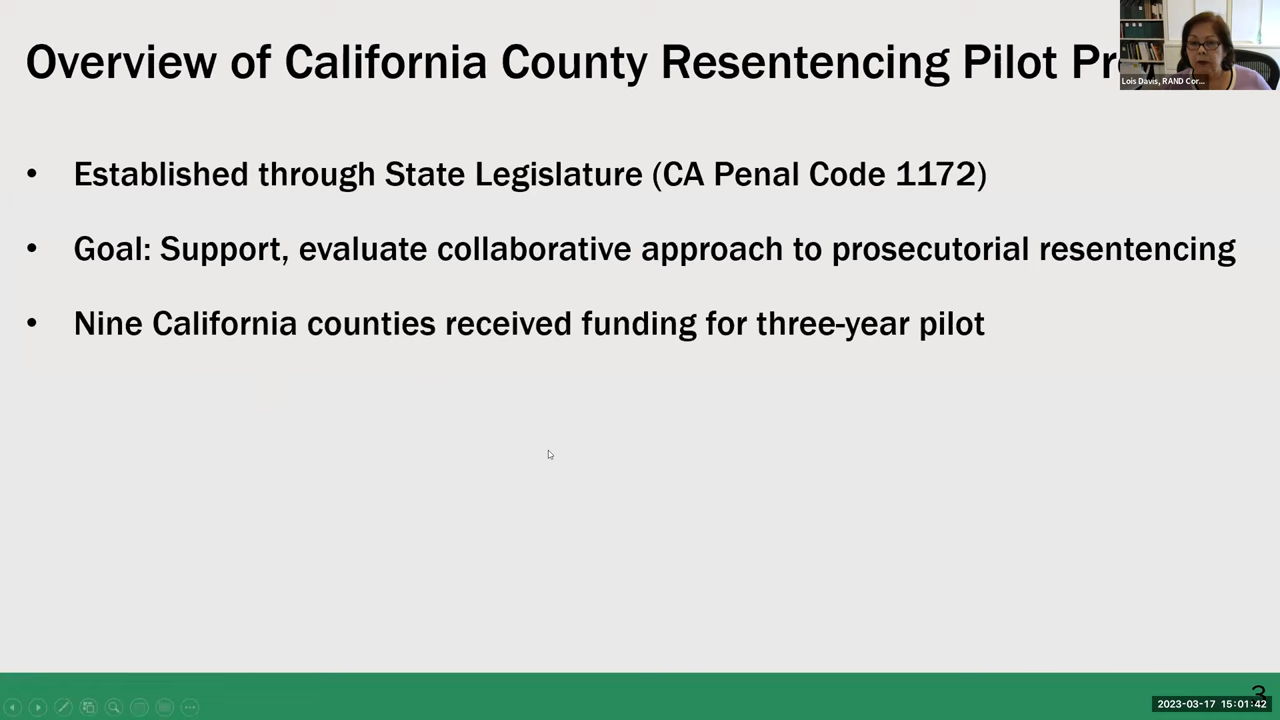 Overview of California County Resentencing Pilot
Lois Davis, RAND Cor...
• Established through State Legislature (CA Penal Code 1172)
• Goal: Support, evaluate collaborative approach to prosecutorial resentencing
• Nine California counties received funding for three-year pilot
3
2023-03-17 15:01:42